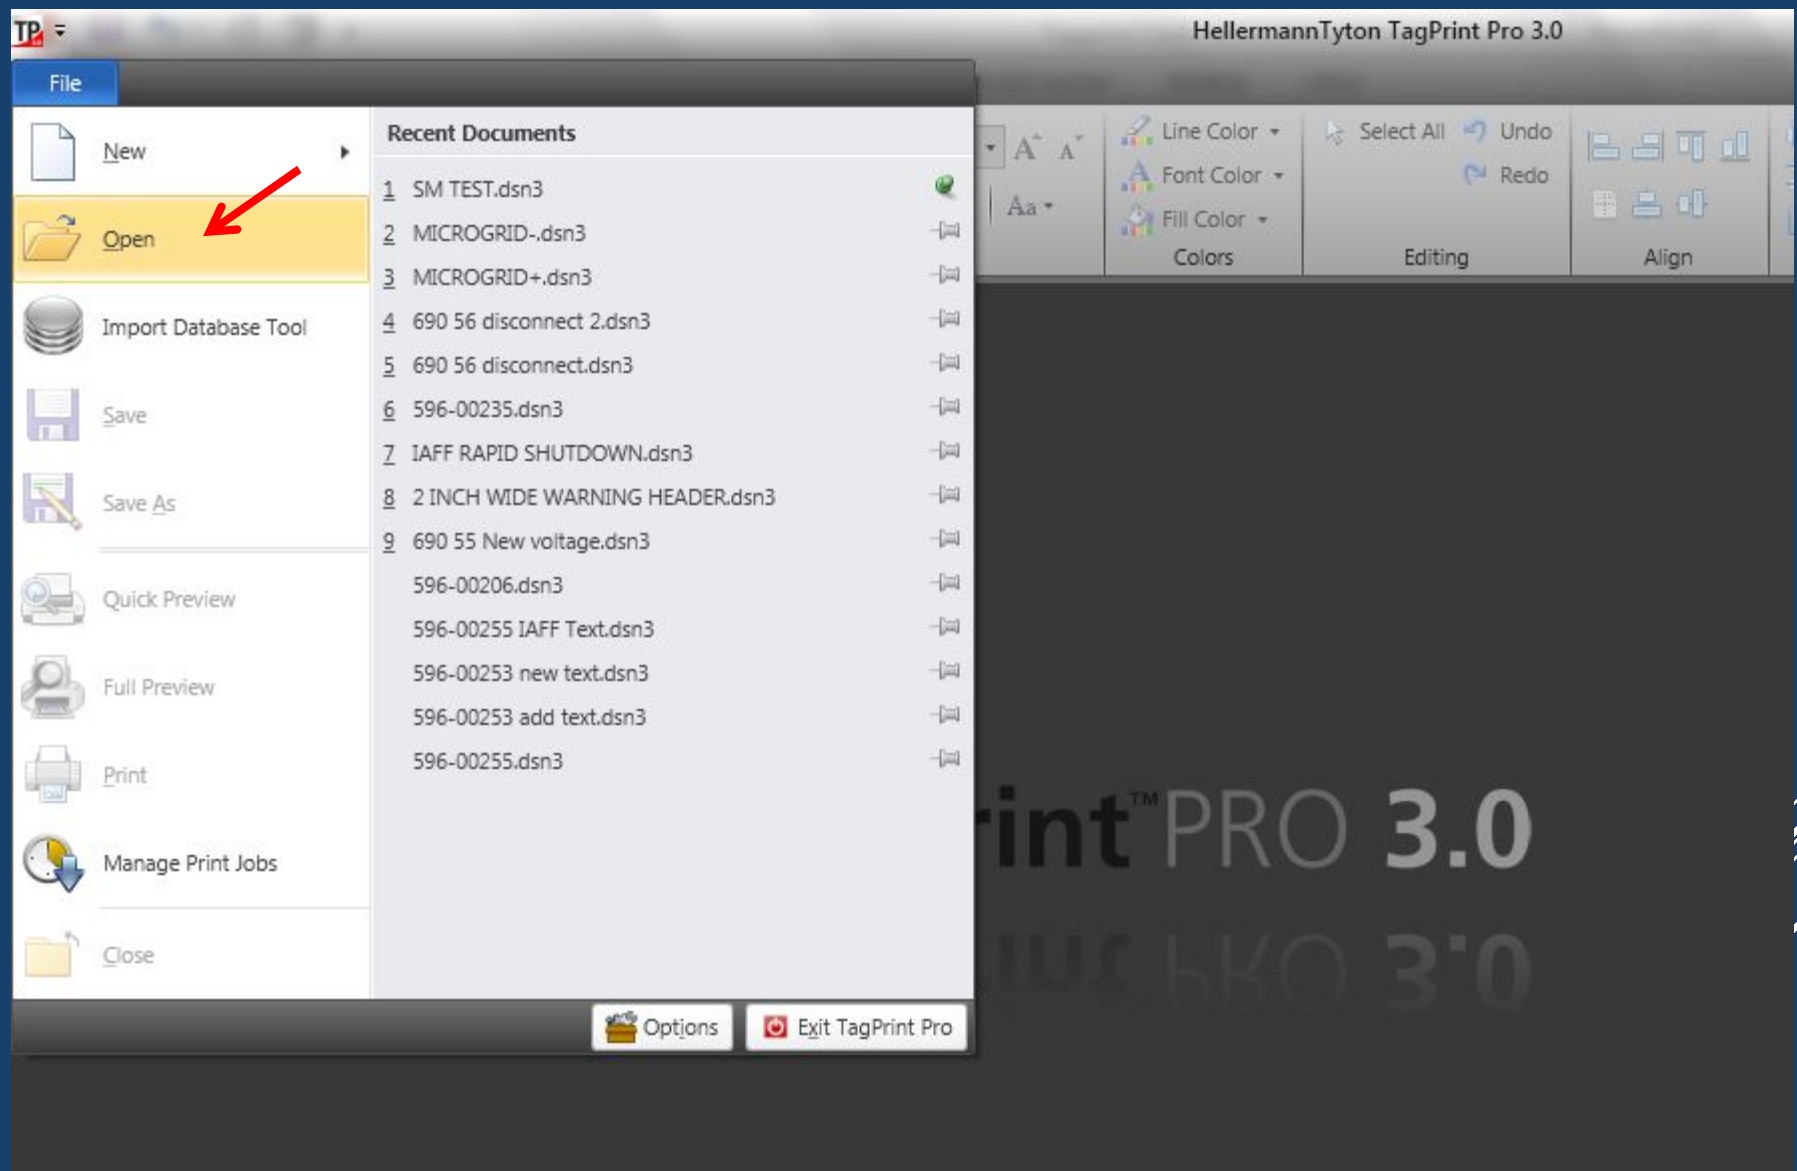 TP
HellermannTyton TagPrint Pro 3.0
File
New
Open
Import Database Tool
Save
Save As
Quick Preview
Full Preview
Print
Manage Print Jobs
Close
Recent Documents
1 SM TEST.dsn3
2 MICROGRID-.dsn3
3 MICROGRID+.dsn3
4 690 56 disconnect 2.dsn3
5 690 56 disconnect.dsn3
6 596-00235.dsn3
7 IAFF RAPID SHUTDOWN.dsn3
8 2 INCH WIDE WARNING HEADER.dsn3
9 690 55 New voltage.dsn3
596-00206.dsn3
596-00255 IAFF Text.dsn3
596-00253 new text.dsn3
596-00253 add text.dsn3
596-00255.dsn3
Options
Exit TagPrint Pro
A A
Aa
Line Color
Font Color
Fill Color
Colors
Select All
Undo
Redo
Editing
Align
int™ PRO 3.0